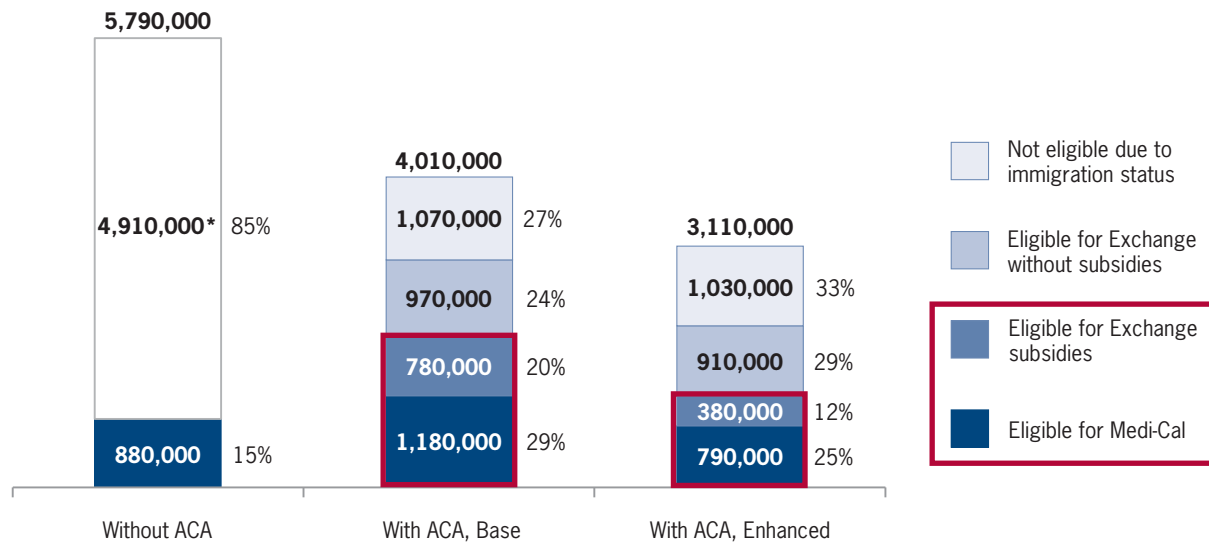 5,790,000
4,910,000* 85%
880,000 15%
Without ACA
4,010,000
1,070,000 27%
970,000 24%
780,000 20%
1,180,000 29%
With ACA, Base
3,110,000
1,030,000 33%
910,000 29%
380,000 12%
790,000 25%
With ACA, Enhanced
Not eligible due to
immigration status
Eligible for Exchange
without subsidies
Eligible for Exchange
subsidies
Eligible for Medi-Cal